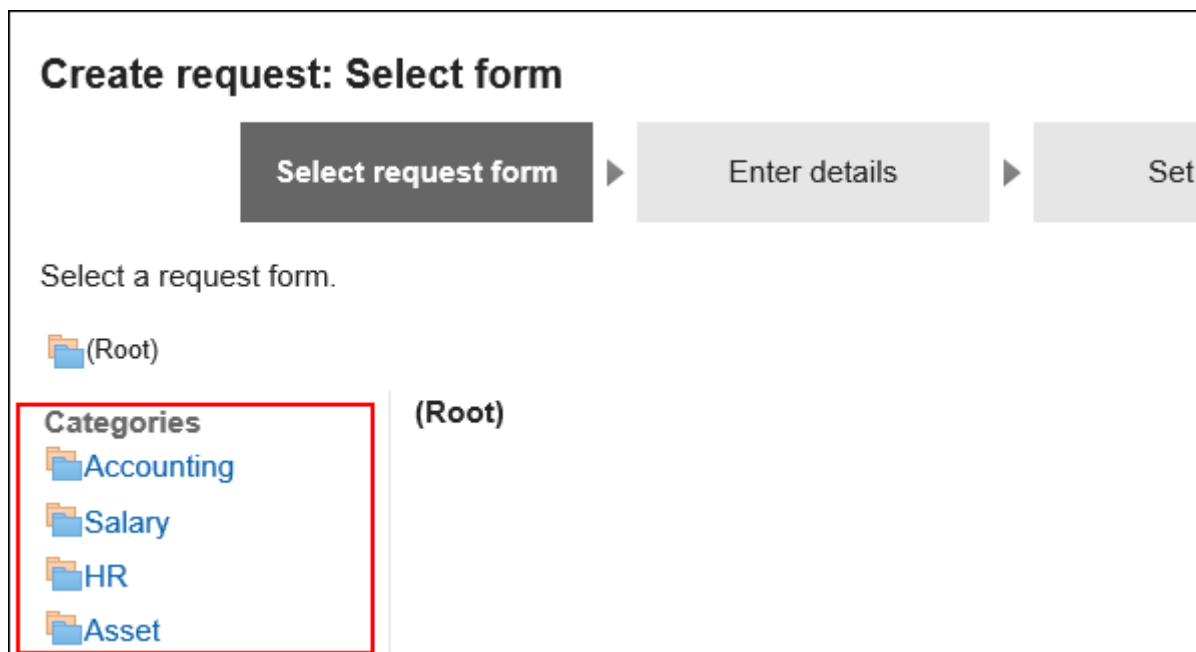 Create request: Select form
Select request form Enter details Set
Select a request form.
(Root)
Categories
Accounting
Salary
HR
Asset
(Root)